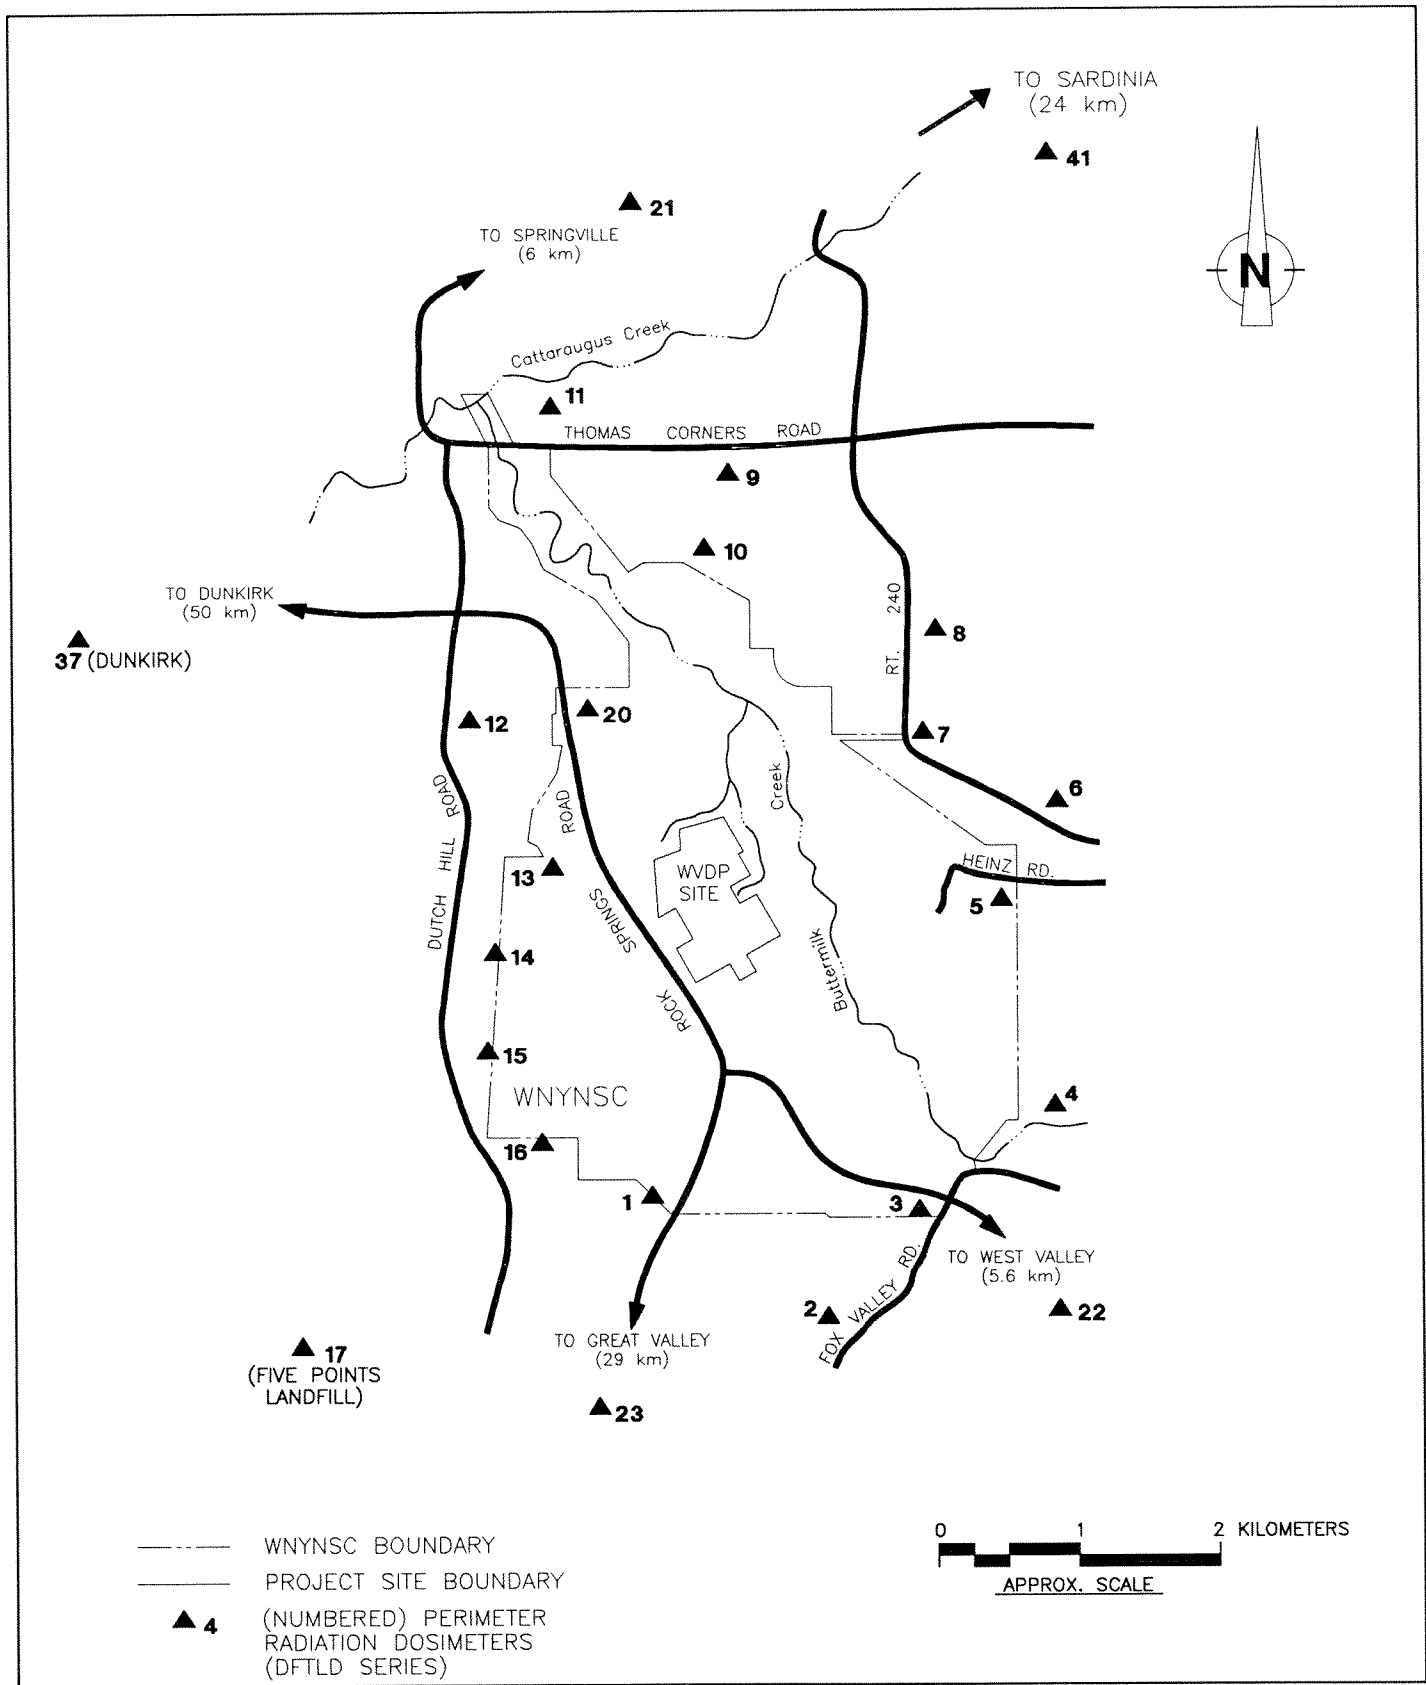 TO SARDINIA
(24 km)
41
21
TO SPRINGVILLE
(6 km)
N
Cattaraugus Creek
11
THOMAS CORNERS ROAD
9
10
TO DUNKIRK
(50 km)
RT. 240
8
37 (DUNKIRK)
12
20
7
6
Creek
DUTCH HILL ROAD
ROAD
HEINZ RD.
13
WVDP
SITE
5
SPRINGS
14
Buttermilk
ROCK
15
WNYNSC
4
16
1
3
TO WEST VALLEY
(5.6 km)
FOX VALLEY RD.
2
22
TO GREAT VALLEY
(29 km)
17
(FIVE POINTS
LANDFILL)
23
0 1 2 KILOMETERS
APPROX. SCALE
WNYNSC BOUNDARY
PROJECT SITE BOUNDARY
4 (NUMBERED) PERIMETER
RADIATION DOSIMETERS
(DFTLD SERIES)